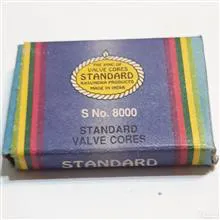 THE KING OF
VALVE CORES
STANDARD
KASUNDRA PRODUCTS
MADE IN INDIA
S No. 8000
STANDARD
VALVE CORES
STANDARD